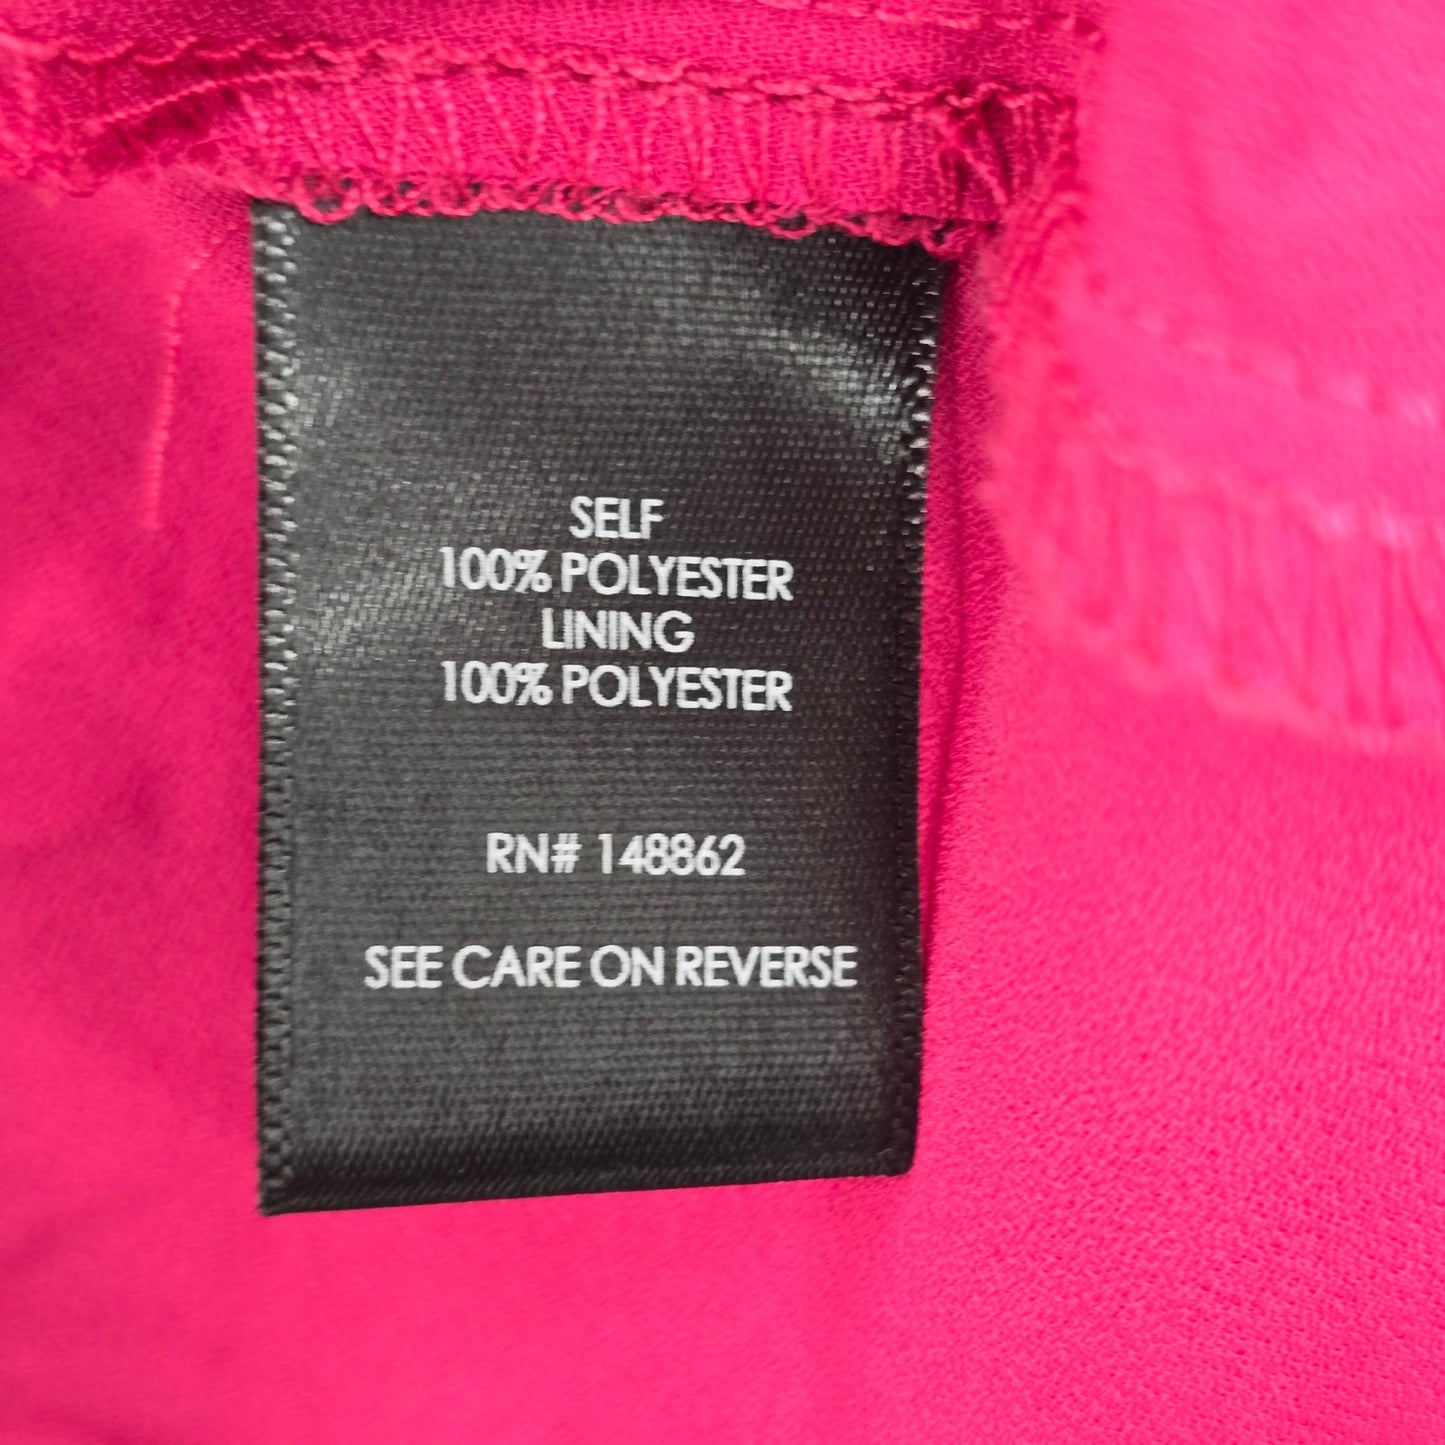 SELF
100% POLYESTER
LINING
100% POLYESTER
RN# 148862
SEE CARE ON REVERSE